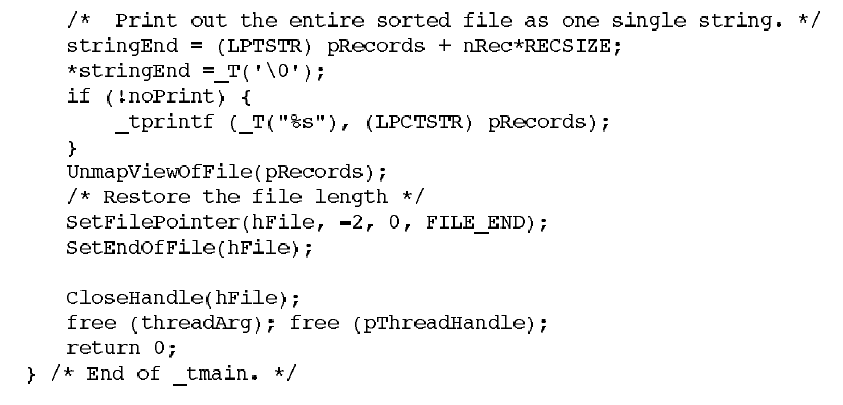 /*  Print out the entire sorted file as one single string. */
stringEnd = (LPTSTR) pRecords + nRec*RECSIZE;
*stringEnd =_T('\0');
if (!noPrint) {
    _tprintf (_T("%s"), (LPCTSTR) pRecords);
}
UnmapViewOfFile(pRecords);
/* Restore the file length */
SetFilePointer(hFile, -2, 0, FILE_END);
SetEndOfFile(hFile);

CloseHandle(hFile);
free (threadArg); free (pThreadHandle);
return 0;
} /* End of _tmain. */